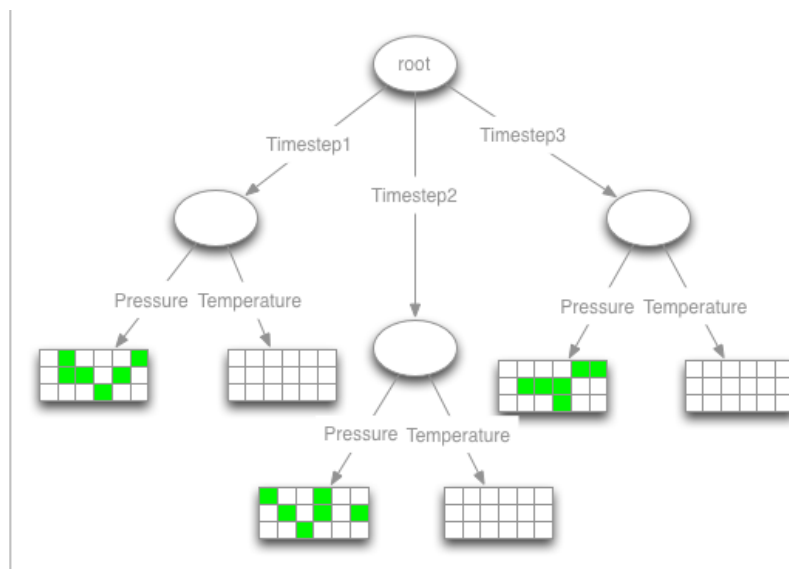 root
Timestep1
Timestep3
Timestep2
Pressure Temperature
Pressure Temperature
Pressure Temperature